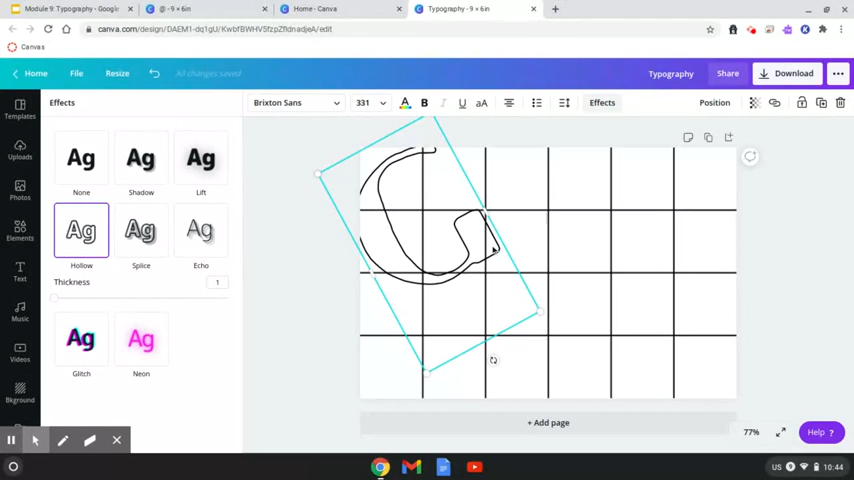 Module 9: Typography - Google
@ - 9 × 6in
Home - Canva
Typography - 9 × 6in
canva.com/design/DAEM1-dq1gU/KwbfBWHV5fzpZfldnadjeA/edit
Canvas
Home
File
Resize
All changes saved
Typography
Share
Download
Effects
Brixton Sans
331
A
B
I
U
aA
Effects
Position
Templates
Uploads
Photos
Elements
Text
Music
Videos
Bkground
Ag
Ag
Ag
None
Shadow
Lift
Ag
Ag
Ag
Hollow
Splice
Echo
Thickness
1
Ag
Ag
Glitch
Neon
G
+ Add page
77%
Help ?
US
10:44